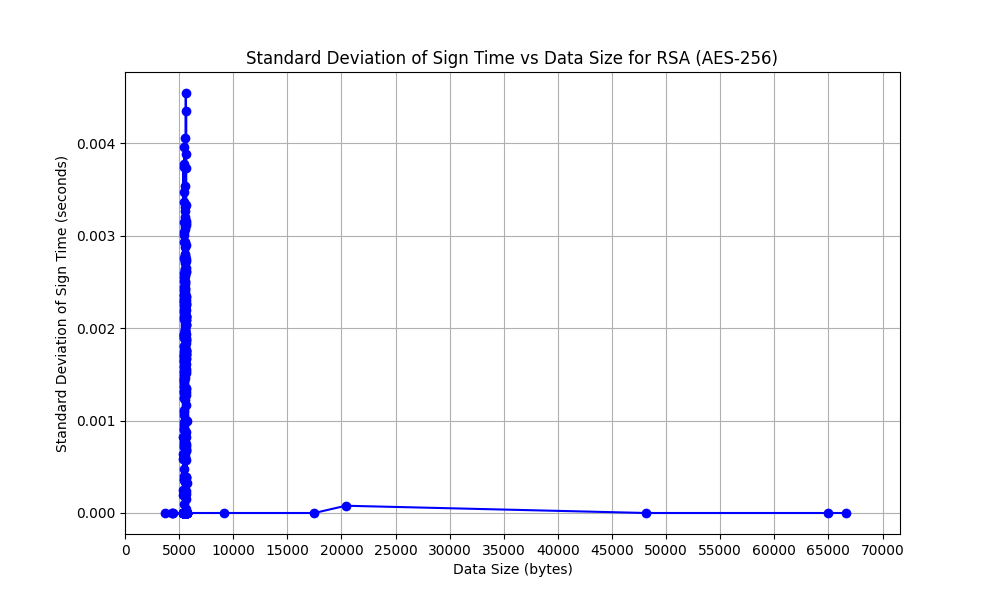 Standard Deviation of Sign Time vs Data Size for RSA (AES-256)
Standard Deviation of Sign Time (seconds)
0.004
0.003
0.002
0.001
0.000
0 5000 10000 15000 20000 25000 30000 35000 40000 45000 50000 55000 60000 65000 70000
Data Size (bytes)